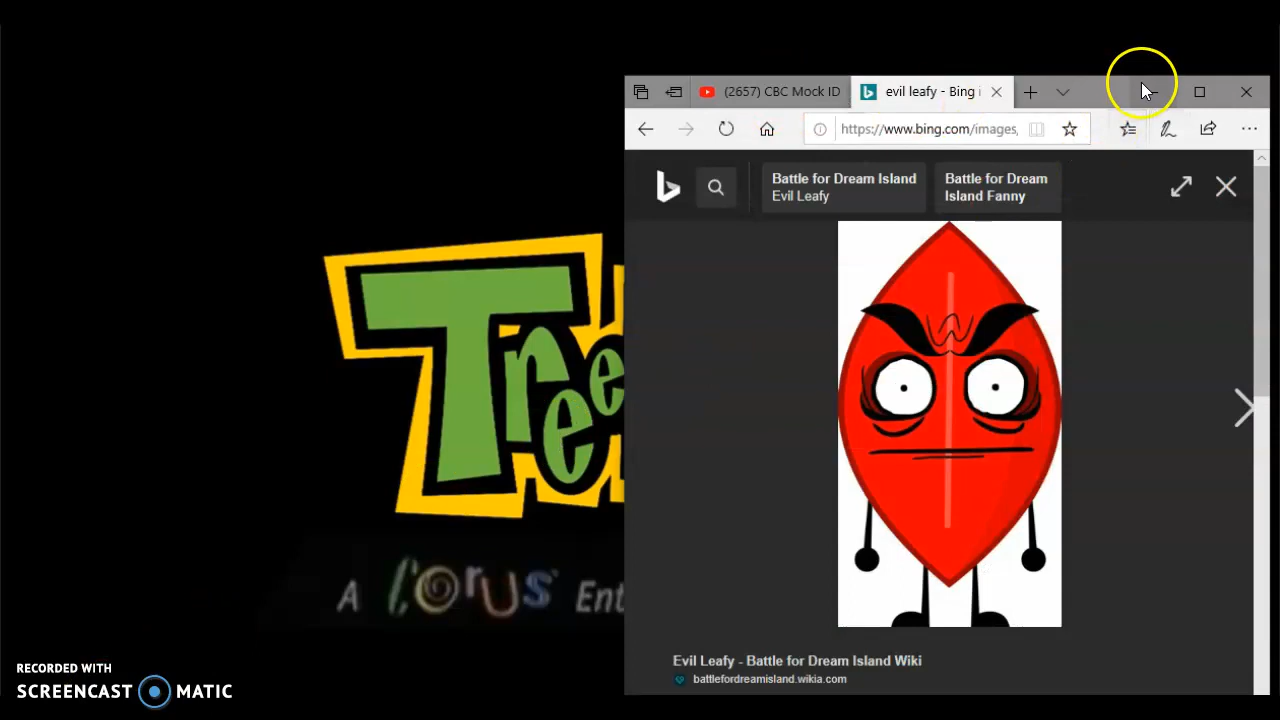 (2657) CBC Mock ID
evil leafy - Bing i
https://www.bing.com/images,
Battle for Dream Island
Evil Leafy
Battle for Dream
Island Fanny
Tree
A Corus Ent
Evil Leafy - Battle for Dream Island Wiki
battlefordreamisland.wikia.com
RECORDED WITH
SCREENCAST MATIC